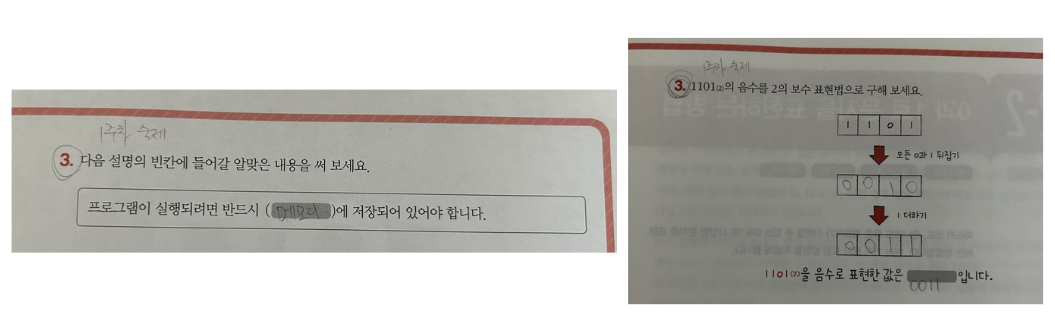 1주차 숙제
3. 다음 설명의 빈칸에 들어갈 알맞은 내용을 써 보세요.
프로그램이 실행되려면 반드시 (메모리)에 저장되어 있어야 합니다.
1주차 숙제
3. 1101(2)의 음수를 2의 보수 표현법으로 구해 보세요.
1 1 0 1
모든 0과 1 뒤집기
0 0 1 0
1 더하기
0 0 1 1
1101(2)을 음수로 표현한 값은 0011 입니다.